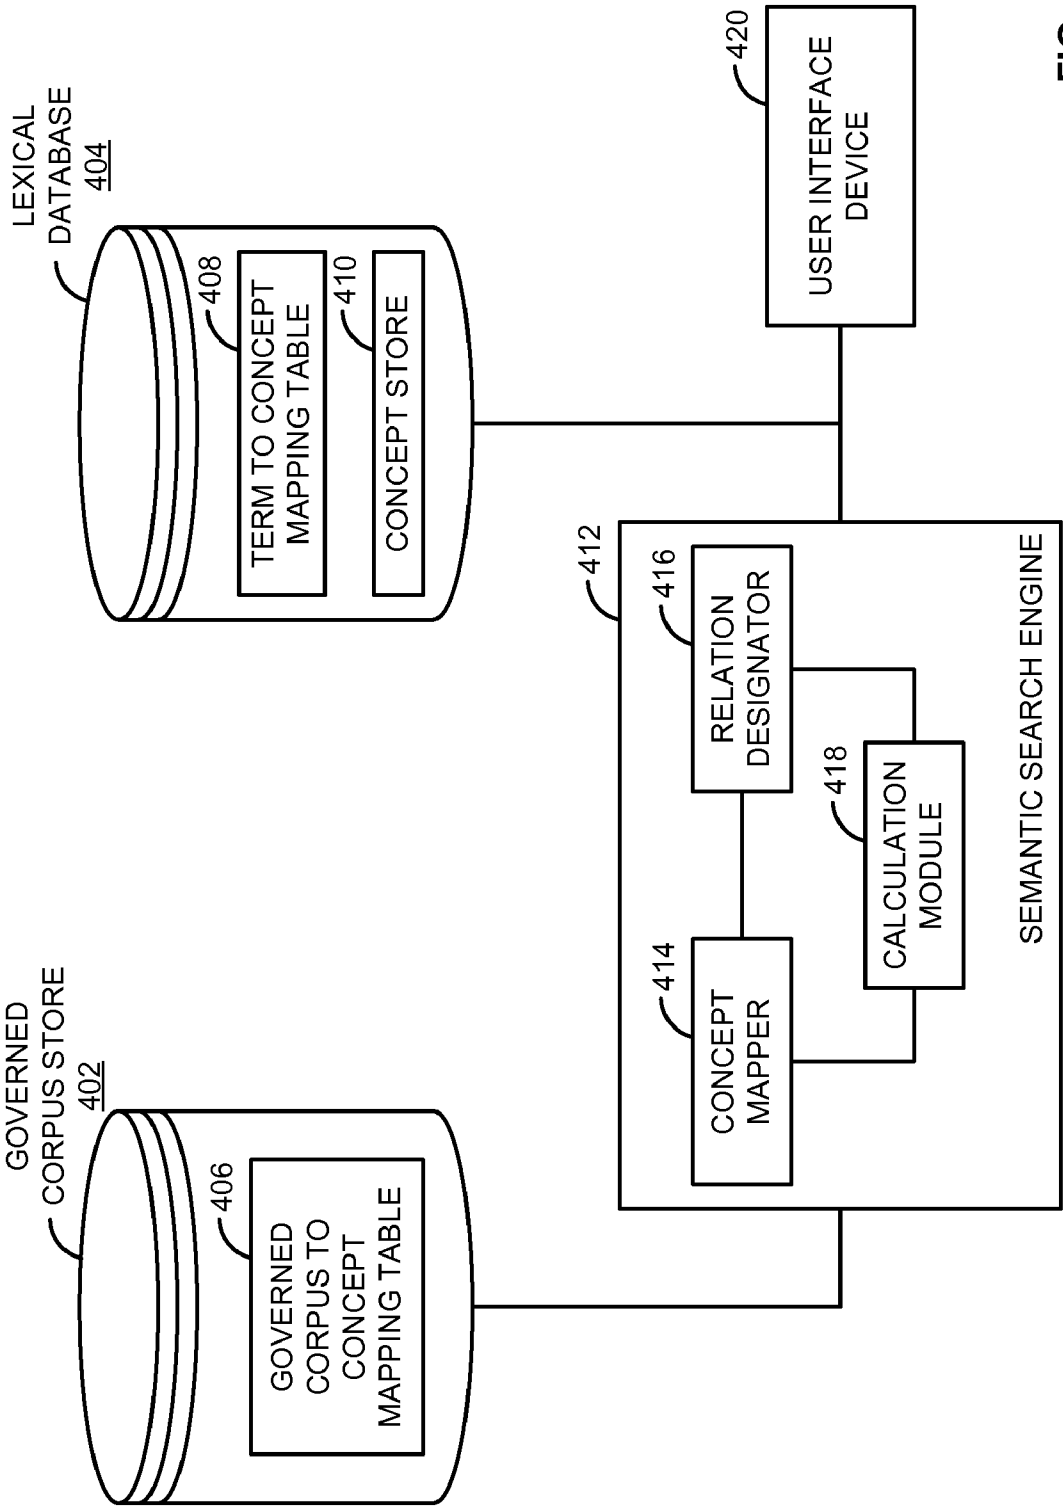 GOVERNED
CORPUS STORE
402
406
GOVERNED
CORPUS TO
CONCEPT
MAPPING TABLE
LEXICAL
DATABASE
404
408
TERM TO CONCEPT
MAPPING TABLE
410
CONCEPT STORE
412
414
CONCEPT
MAPPER
416
RELATION
DESIGNATOR
418
CALCULATION
MODULE
SEMANTIC SEARCH ENGINE
420
USER INTERFACE
DEVICE
FIG